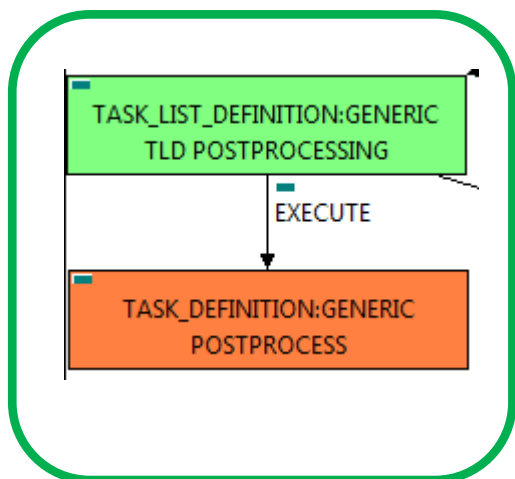 TASK_LIST_DEFINITION:GENERIC
TLD POSTPROCESSING
EXECUTE
TASK_DEFINITION:GENERIC
POSTPROCESS